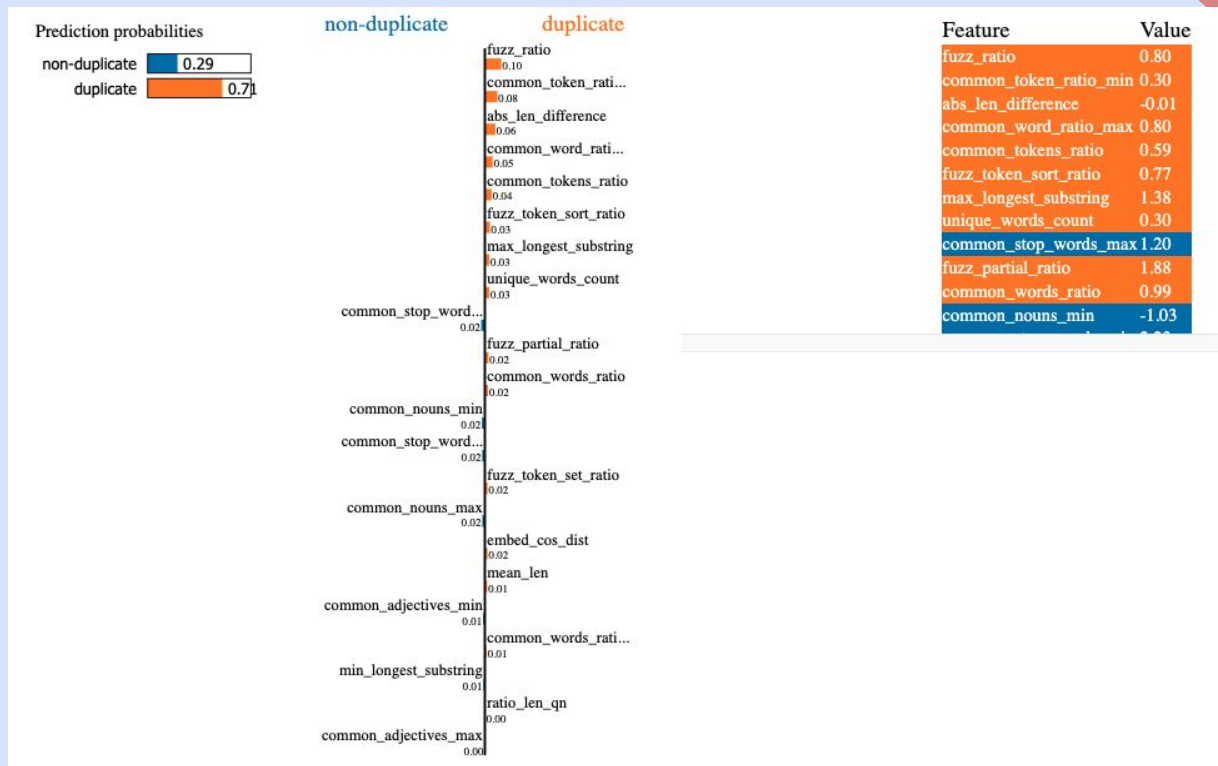 Prediction probabilities
non-duplicate 0.29
duplicate 0.71
non-duplicate duplicate
fuzz_ratio
0.10
common_token_rati...
0.08
abs_len_difference
0.06
common_word_rati...
0.05
common_tokens_ratio
0.04
fuzz_token_sort_ratio
0.03
max_longest_substring
0.03
unique_words_count
0.03
common_stop_word...
0.02
fuzz_partial_ratio
0.02
common_words_ratio
0.02
common_nouns_min
0.02
common_stop_word...
0.02
fuzz_token_set_ratio
0.02
common_nouns_max
0.02
embed_cos_dist
0.02
mean_len
0.01
common_adjectives_min
0.01
common_words_rati...
0.01
min_longest_substring
0.01
ratio_len_qn
0.00
common_adjectives_max
0.00
Feature Value
fuzz_ratio 0.80
common_token_ratio_min 0.30
abs_len_difference -0.01
common_word_ratio_max 0.80
common_tokens_ratio 0.59
fuzz_token_sort_ratio 0.77
max_longest_substring 1.38
unique_words_count 0.30
common_stop_words_max 1.20
fuzz_partial_ratio 1.88
common_words_ratio 0.99
common_nouns_min -1.03